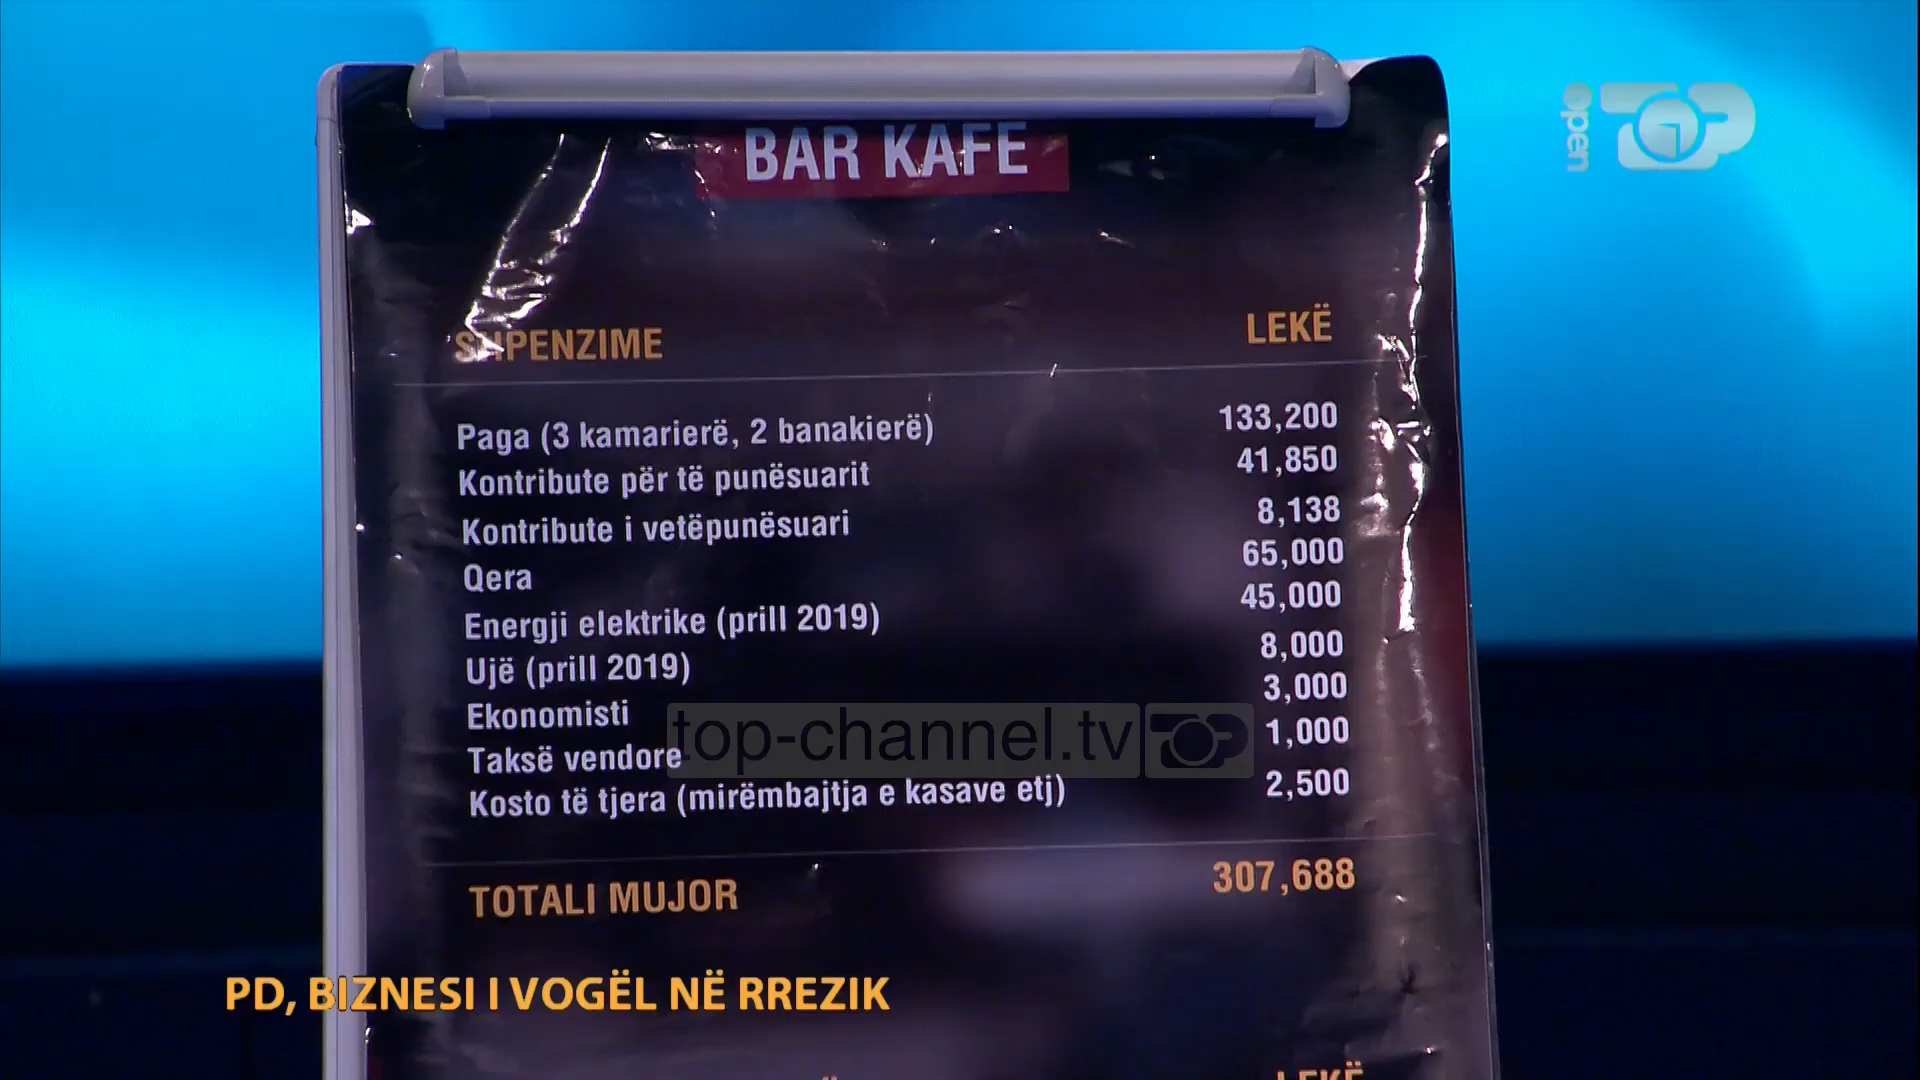 BAR KAFE
open TOP
SHPENZIME LEKË
Paga (3 kamarierë, 2 banakierë) 133,200
Kontribute për të punësuarit 41,850
Kontribute i vetëpunësuari 8,138
Qera 65,000
Energji elektrike (prill 2019) 45,000
Ujë (prill 2019) 8,000
Ekonomisti 3,000
Taksë vendore 1,000
top-channel.tv TOP
Kosto të tjera (mirëmbajtja e kasave etj) 2,500
TOTALI MUJOR 307,688
PD, BIZNESI I VOGËL NË RREZIK
LEKË